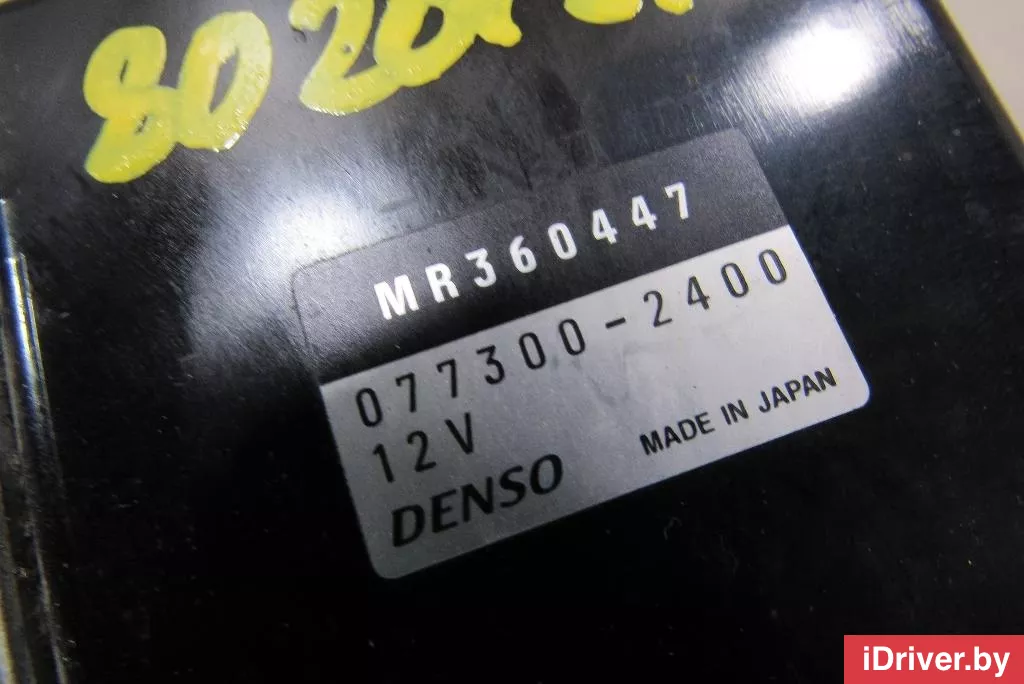 MR360447
077300-2400
12V
DENSO
MADE IN JAPAN
iDriver.by